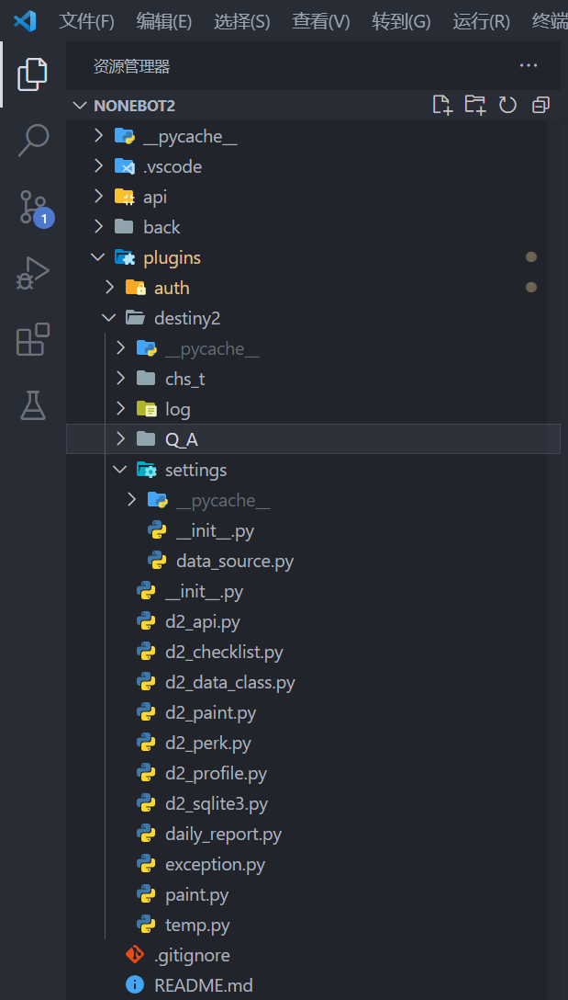 文件(F) 编辑(E) 选择(S) 查看(V) 转到(G) 运行(R) 终端
资源管理器
NONEBOT2
__pycache__
.vscode
api
back
1
plugins
auth
destiny2
__pycache__
chs_t
log
Q_A
settings
__pycache__
__init__.py
data_source.py
__init__.py
d2_api.py
d2_checklist.py
d2_data_class.py
d2_paint.py
d2_perk.py
d2_profile.py
d2_sqlite3.py
daily_report.py
exception.py
paint.py
temp.py
.gitignore
README.md